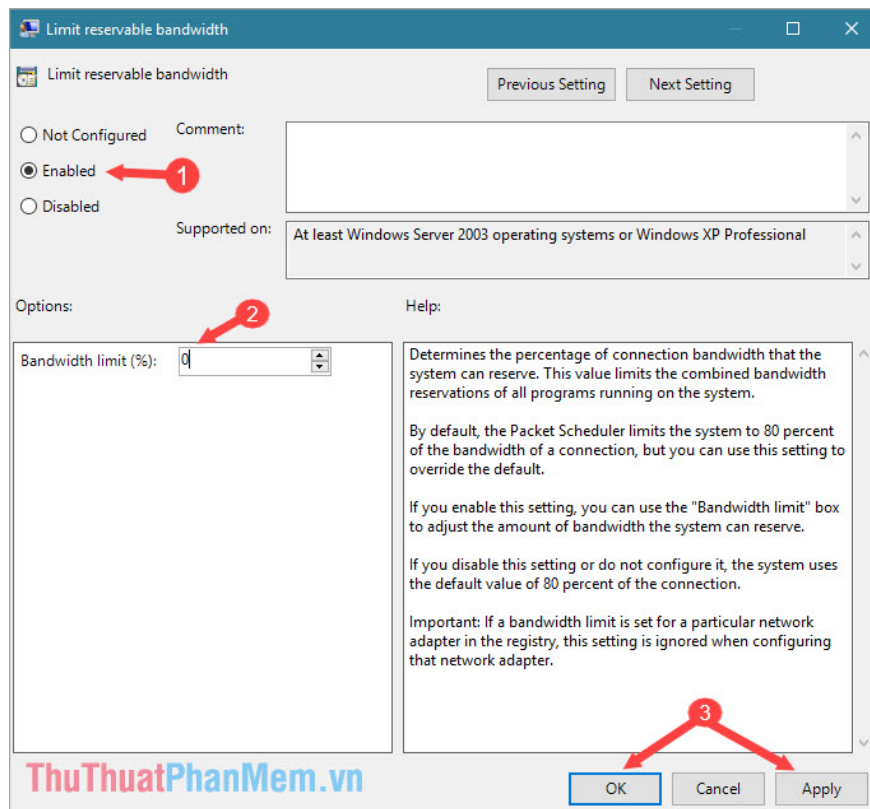 Limit reservable bandwidth
Limit reservable bandwidth
Previous Setting
Next Setting
Not Configured
Comment:
Enabled
1
Disabled
Supported on:
At least Windows Server 2003 operating systems or Windows XP Professional
Options:
2
Help:
Bandwidth limit (%):
0
Determines the percentage of connection bandwidth that the
system can reserve. This value limits the combined bandwidth
reservations of all programs running on the system.
By default, the Packet Scheduler limits the system to 80 percent
of the bandwidth of a connection, but you can use this setting to
override the default.
If you enable this setting, you can use the "Bandwidth limit" box
to adjust the amount of bandwidth the system can reserve.
If you disable this setting or do not configure it, the system uses
the default value of 80 percent of the connection.
Important: If a bandwidth limit is set for a particular network
adapter in the registry, this setting is ignored when configuring
that network adapter.
3
ThuThuatPhanMem.vn
OK
Cancel
Apply